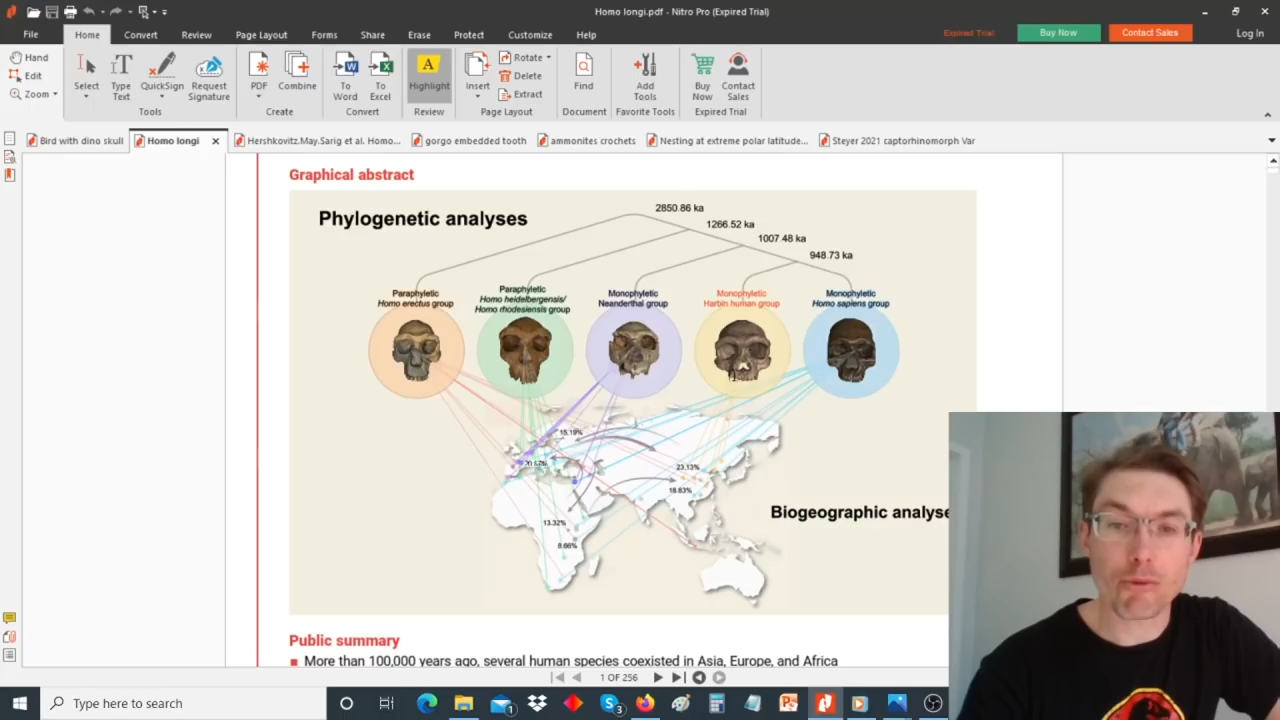 Homo longi.pdf - Nitro Pro (Expired Trial)
File Home Convert Review Page Layout Forms Share Erase Protect Customize Help
Expired Trial Buy Now Contact Sales Log In
Hand
Edit
Zoom
Select
Type Text
QuickSign
Request Signature
Tools
PDF
Combine
Create
To Word
To Excel
Convert
Highlight
Review
Insert
Rotate
Delete
Extract
Page Layout
Find
Document
Add Tools
Favorite Tools
Buy Now
Contact Sales
Expired Trial
Bird with dino skull
Homo longi
Hershkovitz.May.Sarig et al. Homo...
gorgo embedded tooth
ammonites crochets
Nesting at extreme polar latitude...
Steyer 2021 captorhinomorph Var
Graphical abstract
Phylogenetic analyses
2850.86 ka
1266.52 ka
1007.48 ka
948.73 ka
Paraphyletic
Homo erectus group
Paraphyletic
Homo heidelbergensis/
Homo rhodesiensis group
Monophyletic
Neanderthal group
Monophyletic
Harbin human group
Monophyletic
Homo sapiens group
15.19%
23.13%
18.83%
13.32%
8.66%
Biogeographic analyse
Public summary
More than 100,000 years ago, several human species coexisted in Asia, Europe, and Africa
1 OF 256
Type here to search
1
3